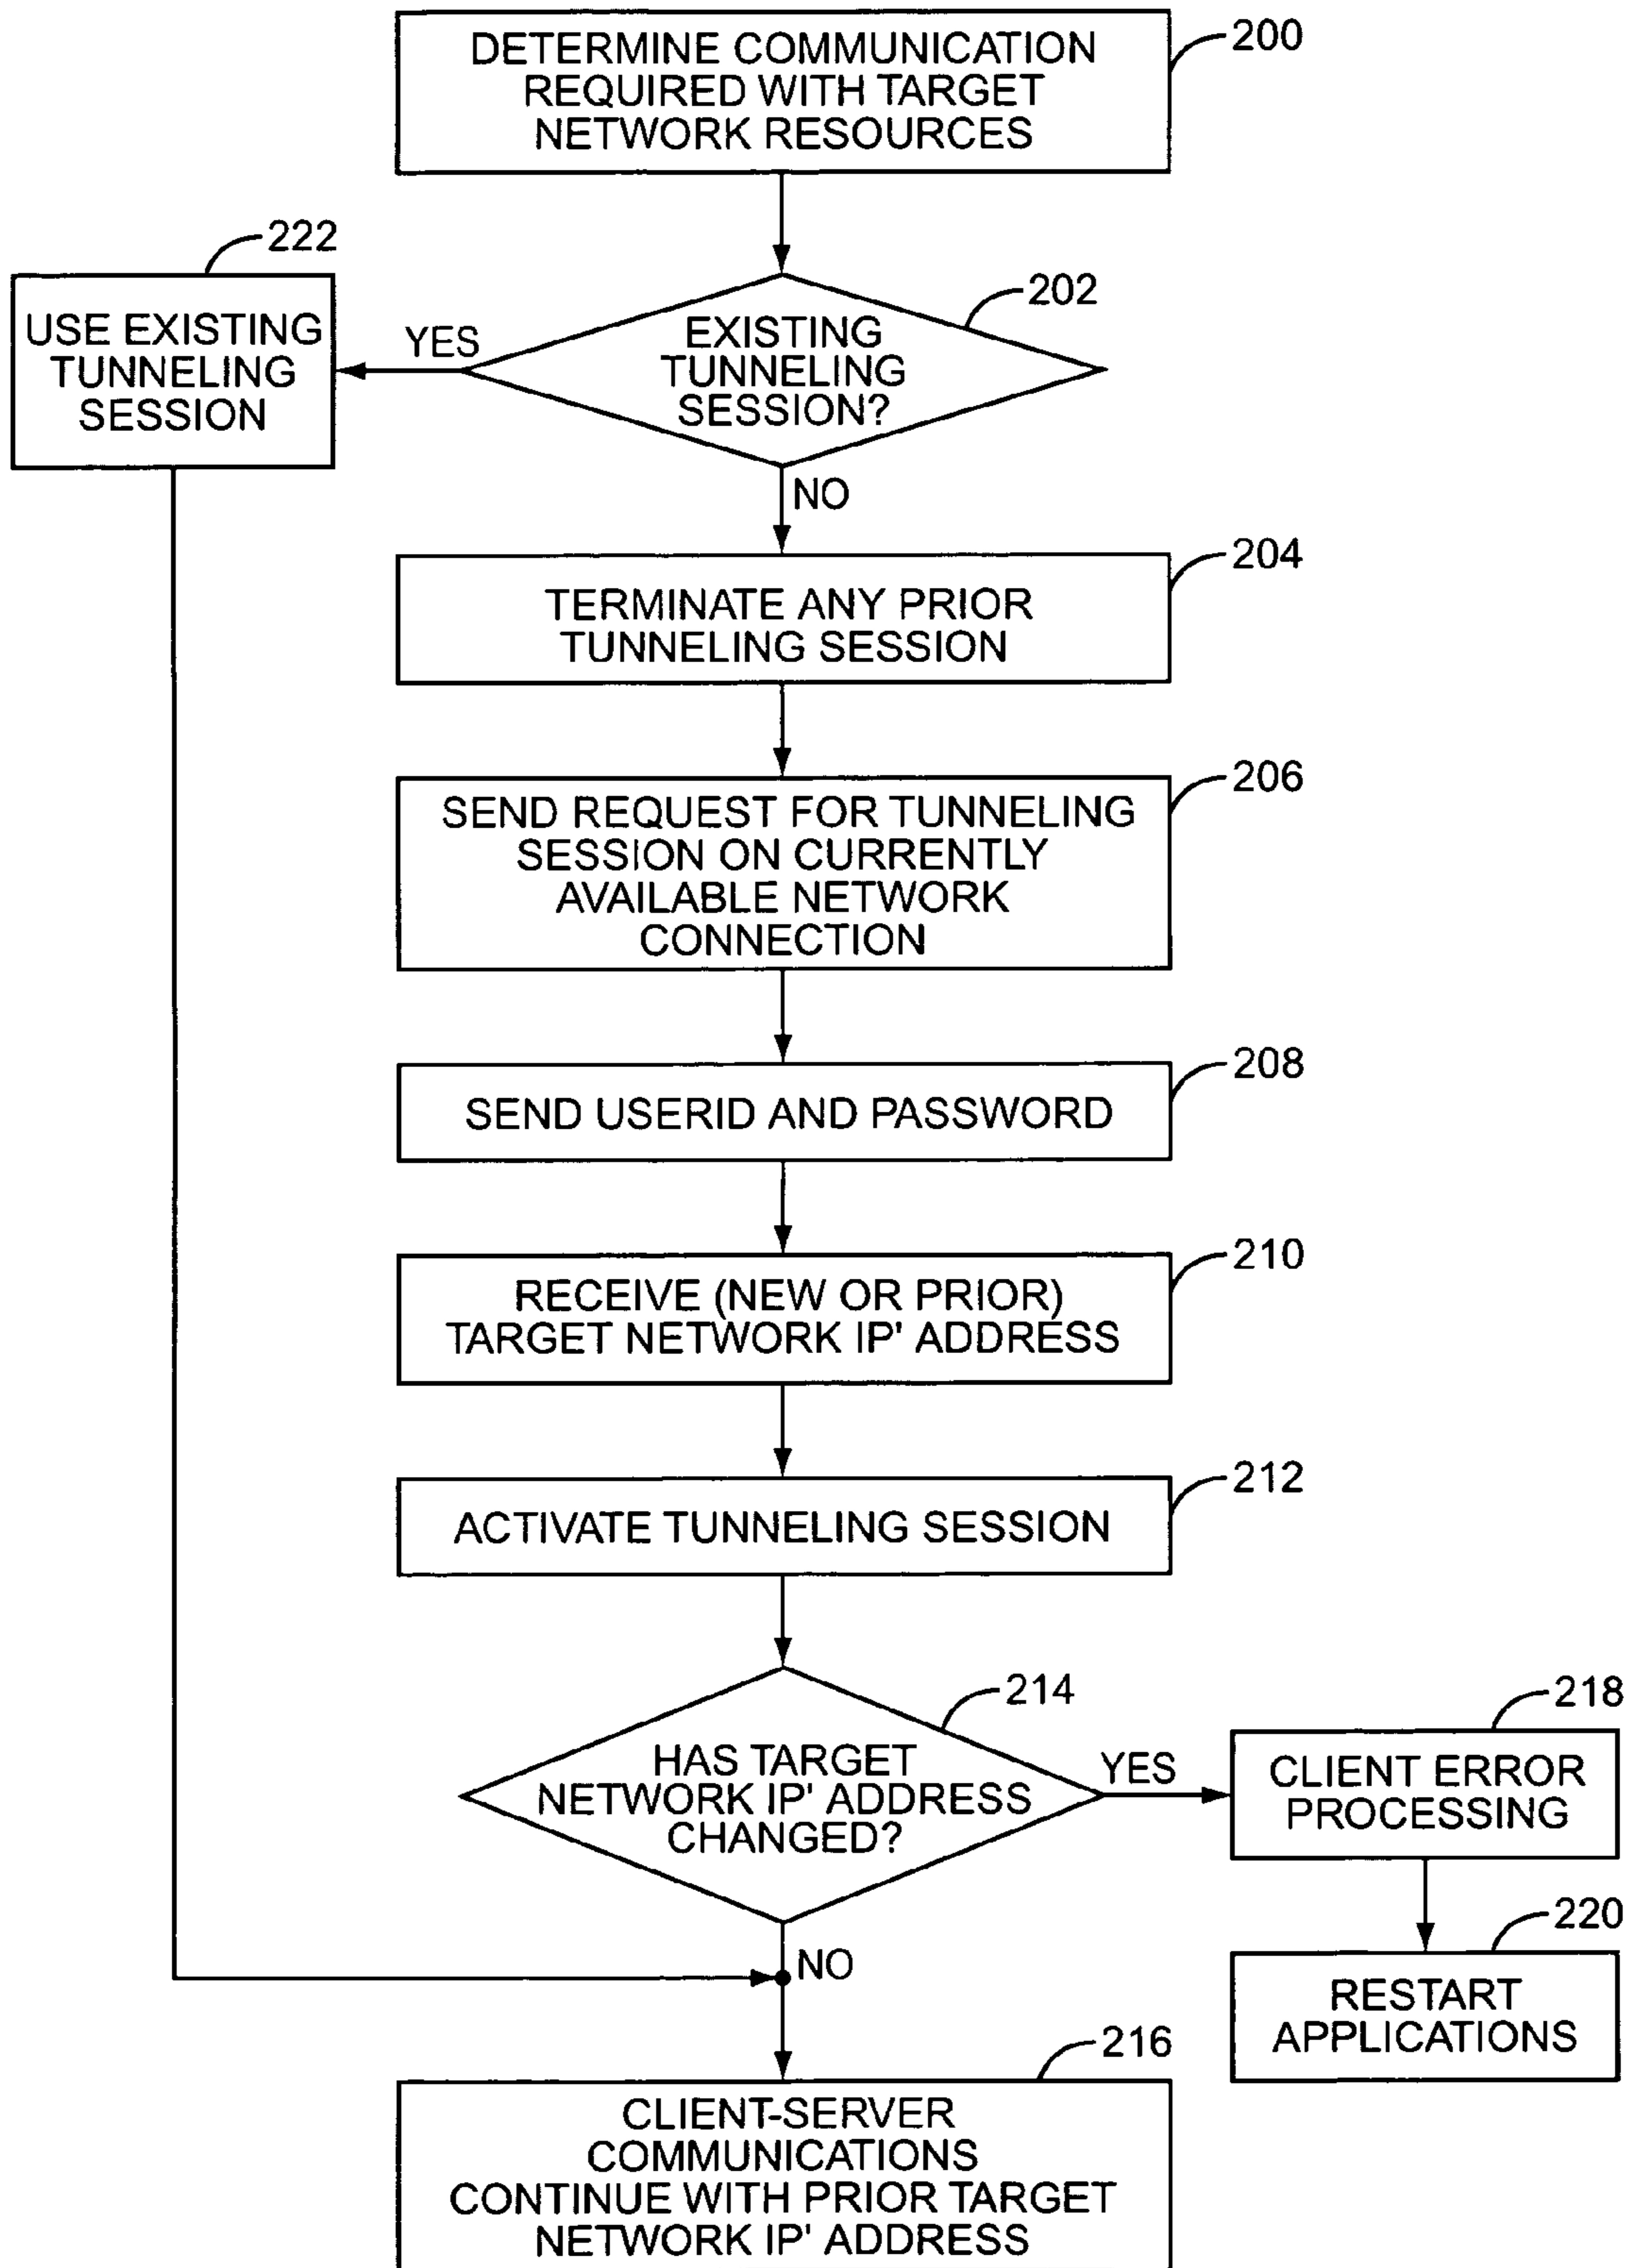 DETERMINE COMMUNICATION
REQUIRED WITH TARGET
NETWORK RESOURCES
200
222
USE EXISTING
TUNNELING
SESSION
YES
202
EXISTING
TUNNELING
SESSION?
NO
204
TERMINATE ANY PRIOR
TUNNELING SESSION
206
SEND REQUEST FOR TUNNELING
SESSION ON CURRENTLY
AVAILABLE NETWORK
CONNECTION
208
SEND USERID AND PASSWORD
210
RECEIVE (NEW OR PRIOR)
TARGET NETWORK IP' ADDRESS
212
ACTIVATE TUNNELING SESSION
214
HAS TARGET
NETWORK IP' ADDRESS
CHANGED?
YES
218
CLIENT ERROR
PROCESSING
220
RESTART
APPLICATIONS
NO
216
CLIENT-SERVER
COMMUNICATIONS
CONTINUE WITH PRIOR TARGET
NETWORK IP' ADDRESS